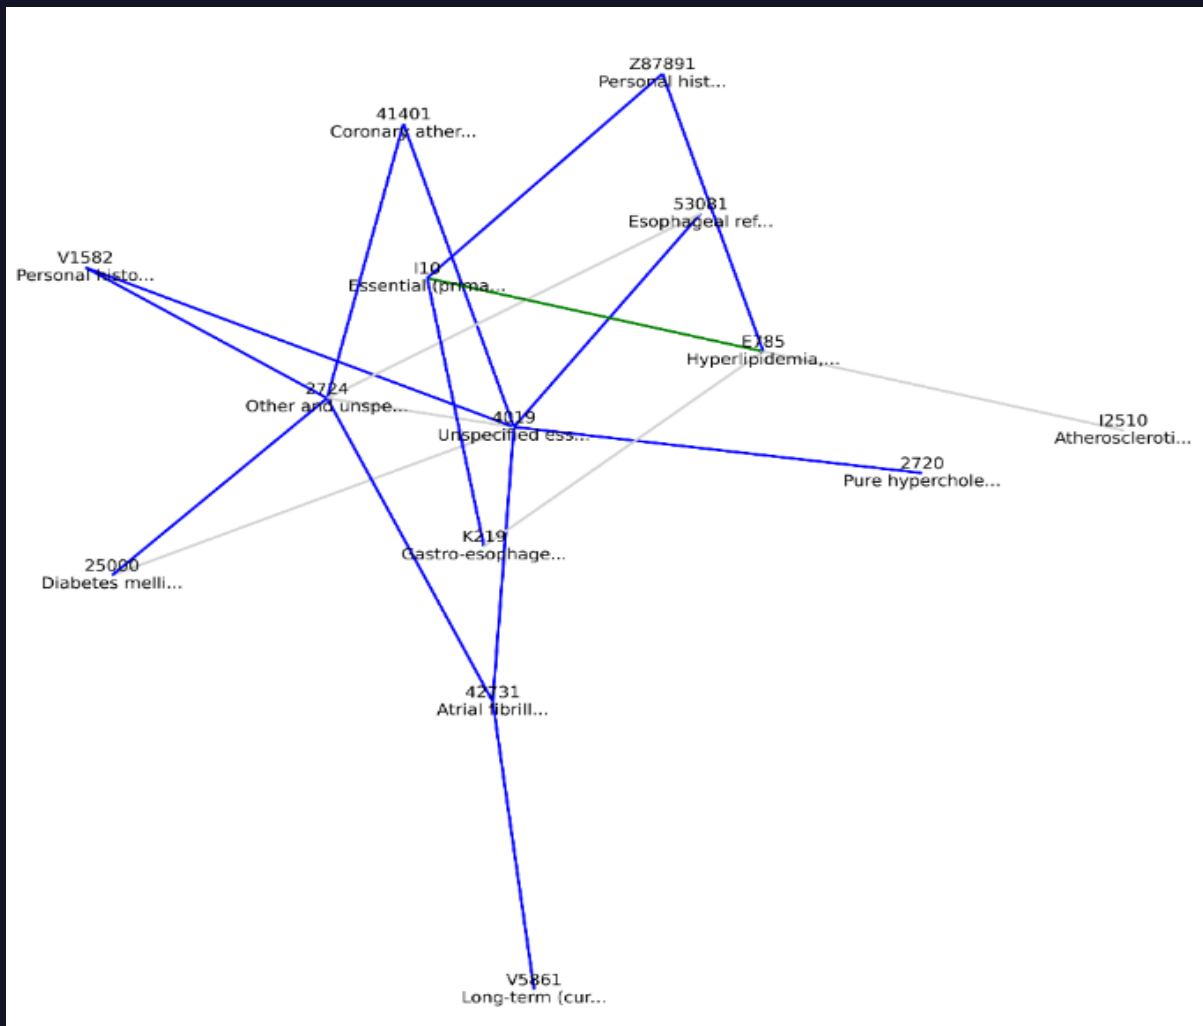 Z87891
Personal hist...
41401
Coronary ather...
53081
Esophageal ref...
V1582
Personal histo...
I10
Essential (prima...
E785
Hyperlipidemia,...
2724
Other and unspe...
4019
Unspecified ess...
I2510
Atheroscleroti...
2720
Pure hyperchole...
K219
Gastro-esophage...
25000
Diabetes melli...
42731
Atrial fibrill...
V5861
Long-term (cur...